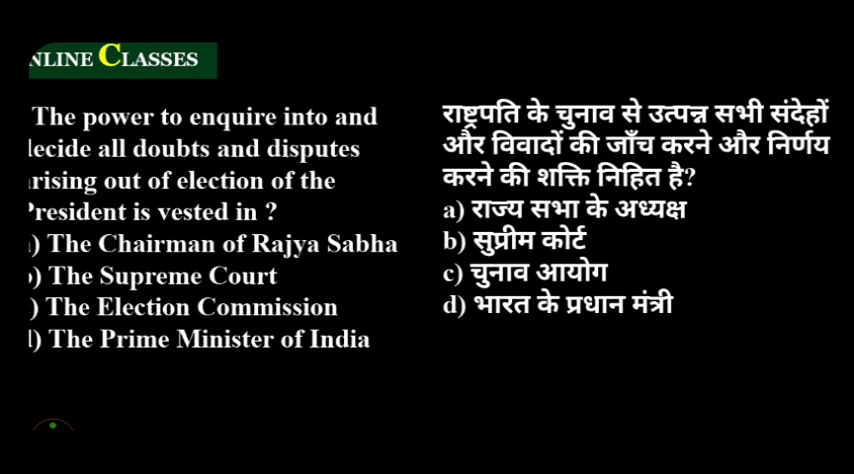 NLINE CLASSES
The power to enquire into and
decide all doubts and disputes
arising out of election of the
President is vested in ?
a) The Chairman of Rajya Sabha
b) The Supreme Court
c) The Election Commission
d) The Prime Minister of India
राष्ट्रपति के चुनाव से उत्पन्न सभी संदेहों
और विवादों की जाँच करने और निर्णय
करने की शक्ति निहित है?
a) राज्य सभा के अध्यक्ष
b) सुप्रीम कोर्ट
c) चुनाव आयोग
d) भारत के प्रधान मंत्री